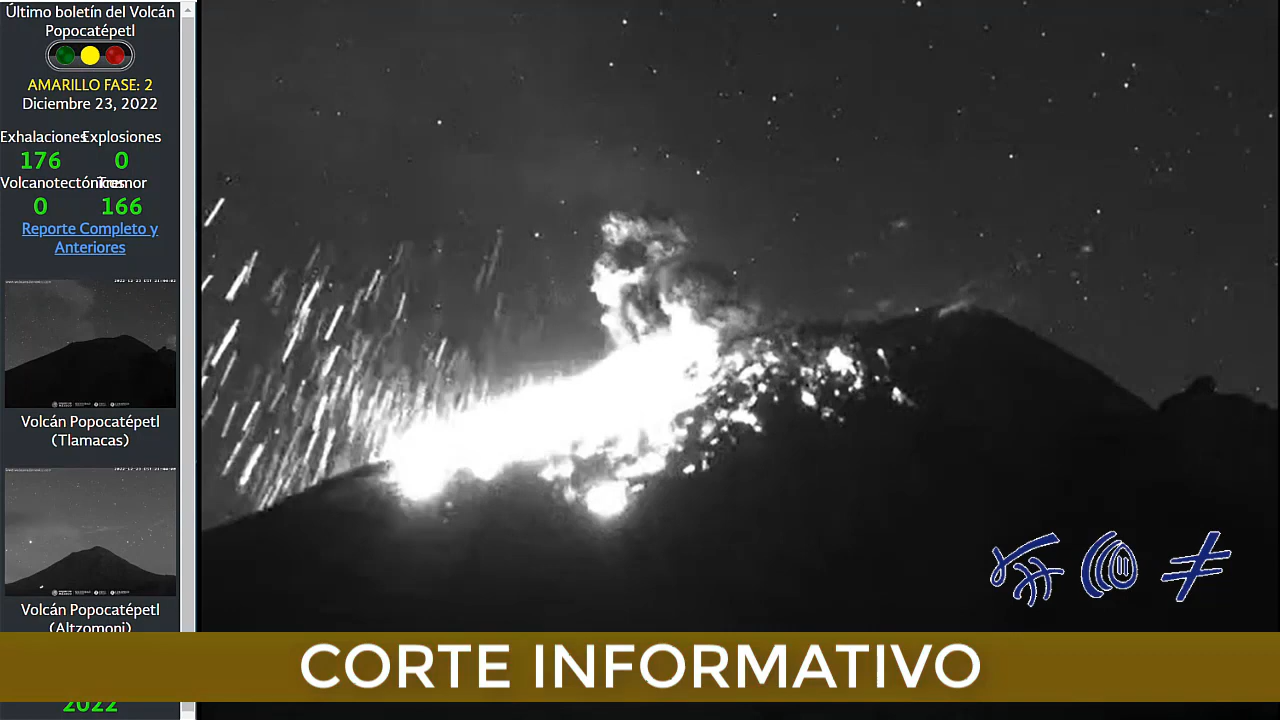 Último boletín del Volcán
Popocatépetl
AMARILLO FASE: 2
Diciembre 23, 2022
Exhalaciones Explosiones
176 0
Volcanotectónicos Tremor
0 166
Reporte Completo y
Anteriores
Volcán Popocatépetl
(Tlamacas)
Volcán Popocatépetl
(Altzomoni)
CORTE INFORMATIVO
2022